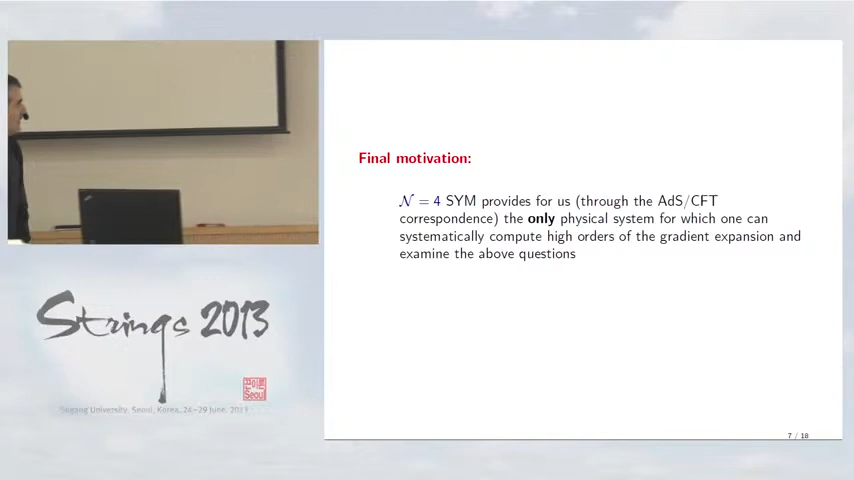 Final motivation:
𝒩 = 4 SYM provides for us (through the AdS/CFT
correspondence) the only physical system for which one can
systematically compute high orders of the gradient expansion and
examine the above questions
7 / 18
Strings 2013
Seoul
Sogang University, Seoul, Korea, 24-29 June, 2013